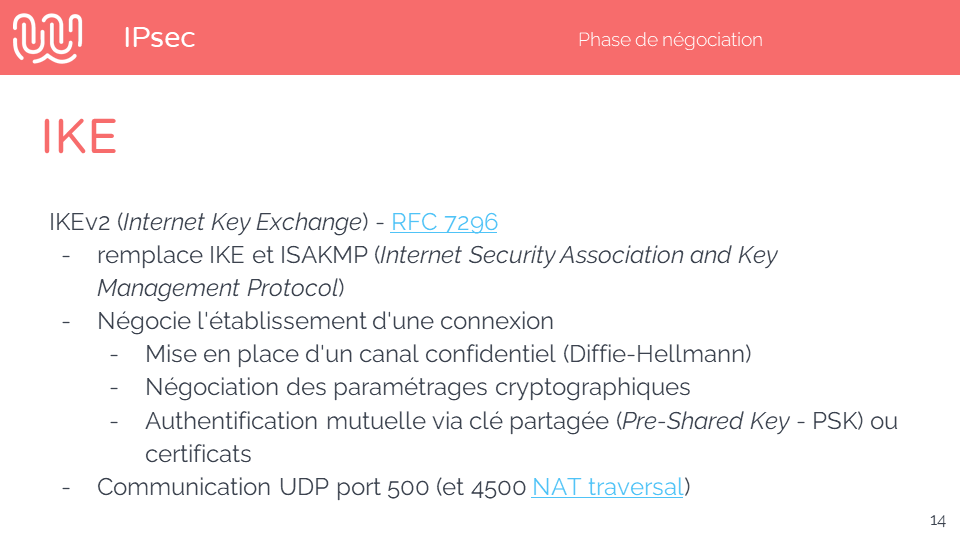 IPsec
Phase de négociation
IKE
IKEv2 (Internet Key Exchange) - RFC 7296
- remplace IKE et ISAKMP (Internet Security Association and Key
Management Protocol)
- Négocie l'établissement d'une connexion
- Mise en place d'un canal confidentiel (Diffie-Hellmann)
- Négociation des paramétrages cryptographiques
- Authentification mutuelle via clé partagée (Pre-Shared Key - PSK) ou
certificats
- Communication UDP port 500 (et 4500 NAT traversal)
14